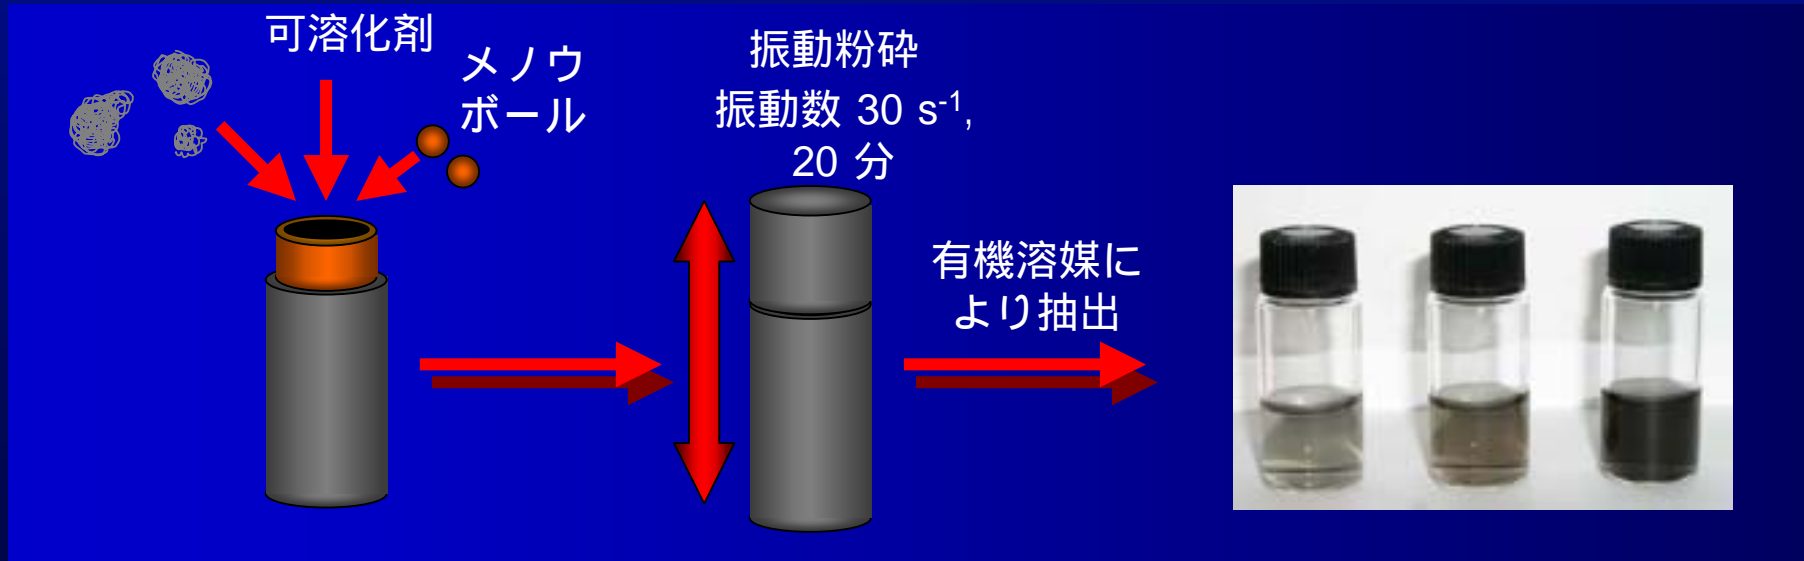 可溶化剤
メノウ
ボール
振動粉砕
振動数 30 s-1,
20 分
有機溶媒に
より抽出